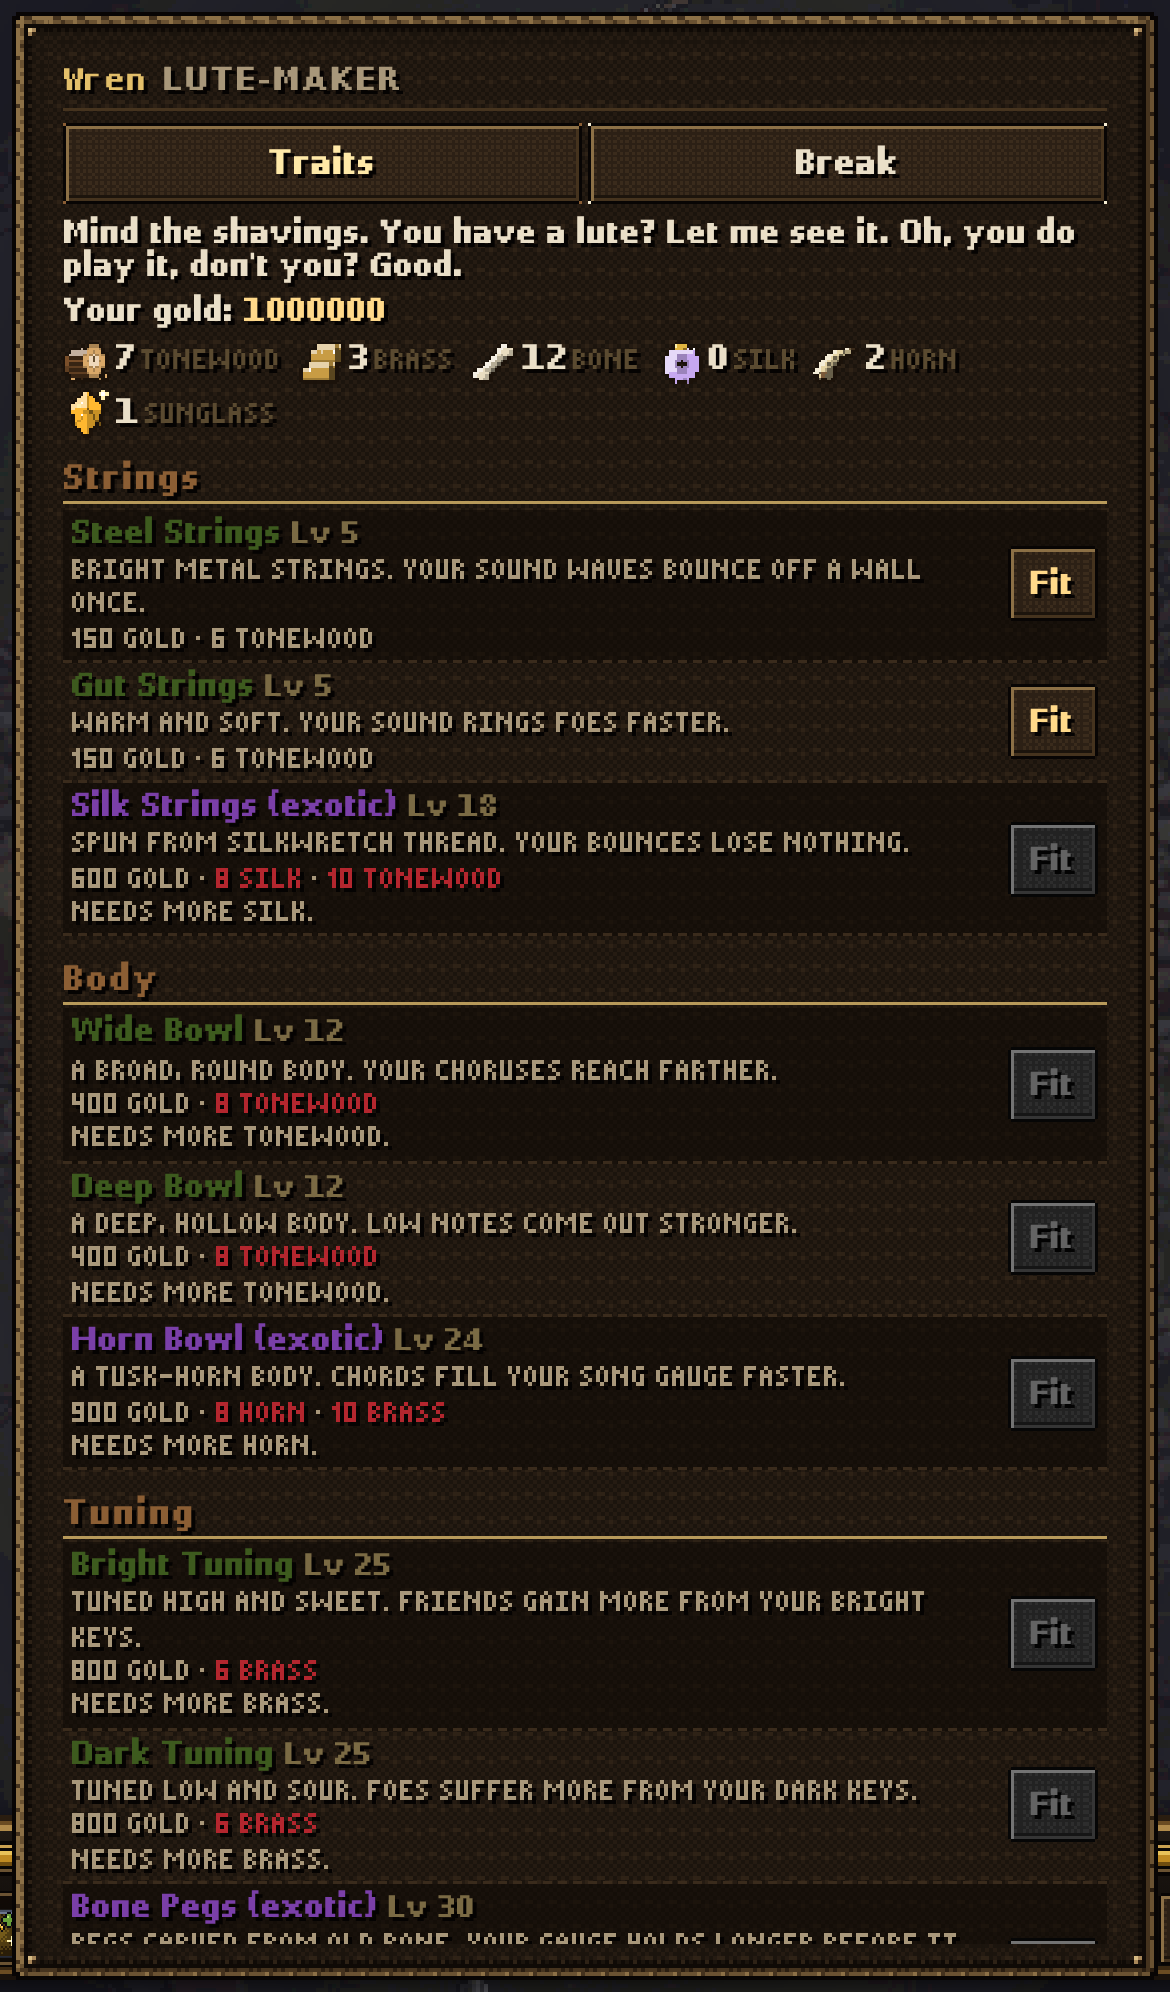 Wren LUTE-MAKER
Traits
Break
Mind the shavings. You have a lute? Let me see it. Oh, you do
play it, don't you? Good.
Your gold: 1000000
7 TONEWOOD 3 BRASS 12 BONE 0 SILK 2 HORN
1 SUNGLASS
Strings
Steel Strings Lv 5
BRIGHT METAL STRINGS. YOUR SOUND WAVES BOUNCE OFF A WALL
ONCE.
150 GOLD · 6 TONEWOOD
Fit
Gut Strings Lv 5
WARM AND SOFT. YOUR SOUND RINGS FOES FASTER.
150 GOLD · 6 TONEWOOD
Fit
Silk Strings (exotic) Lv 18
SPUN FROM SILKWRETCH THREAD. YOUR BOUNCES LOSE NOTHING.
600 GOLD · 8 SILK · 10 TONEWOOD
NEEDS MORE SILK.
Fit
Body
Wide Bowl Lv 12
A BROAD, ROUND BODY. YOUR CHORUSES REACH FARTHER.
400 GOLD · 8 TONEWOOD
NEEDS MORE TONEWOOD.
Fit
Deep Bowl Lv 12
A DEEP, HOLLOW BODY. LOW NOTES COME OUT STRONGER.
400 GOLD · 8 TONEWOOD
NEEDS MORE TONEWOOD.
Fit
Horn Bowl (exotic) Lv 24
A TUSK-HORN BODY. CHORDS FILL YOUR SONG GAUGE FASTER.
900 GOLD · 8 HORN · 10 BRASS
NEEDS MORE HORN.
Fit
Tuning
Bright Tuning Lv 25
TUNED HIGH AND SWEET. FRIENDS GAIN MORE FROM YOUR BRIGHT
KEYS.
800 GOLD · 6 BRASS
NEEDS MORE BRASS.
Fit
Dark Tuning Lv 25
TUNED LOW AND SOUR. FOES SUFFER MORE FROM YOUR DARK KEYS.
800 GOLD · 6 BRASS
NEEDS MORE BRASS.
Fit
Bone Pegs (exotic) Lv 30
PEGS CARVED FROM OLD BONE. YOUR GAUGE HOLDS LONGER BEFORE IT